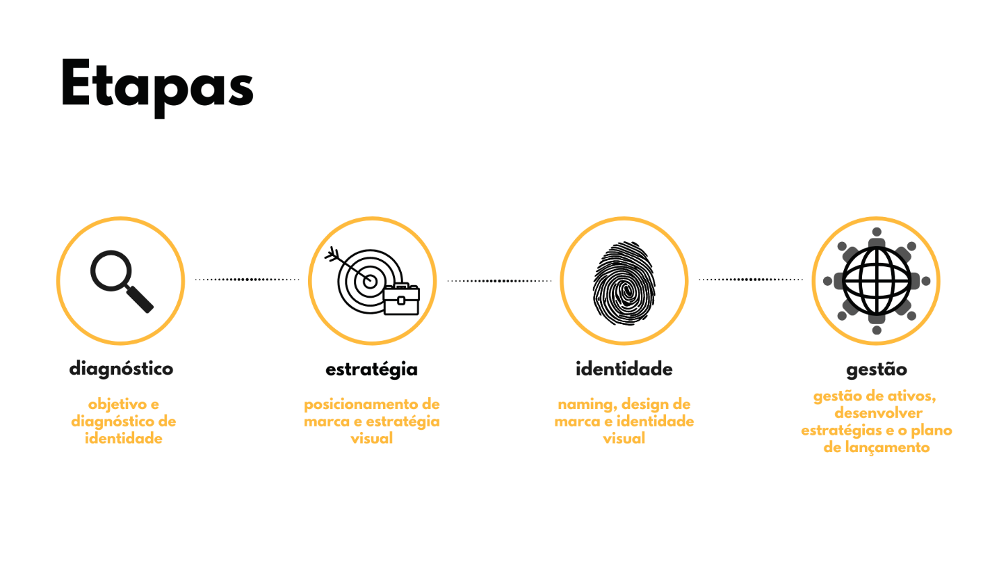 Etapas
diagnóstico
objetivo e
diagnóstico de
identidade
estratégia
posicionamento de
marca e estratégia
visual
identidade
naming, design de
marca e identidade
visual
gestão
gestão de ativos,
desenvolver
estratégias e o plano
de lançamento